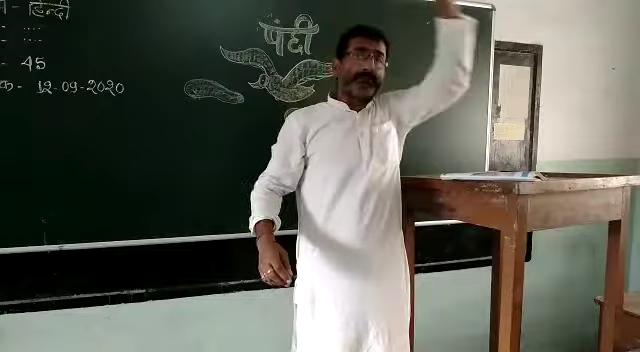 - हिन्दी
- ....
- 45
क - 12-09-2020
पंछी